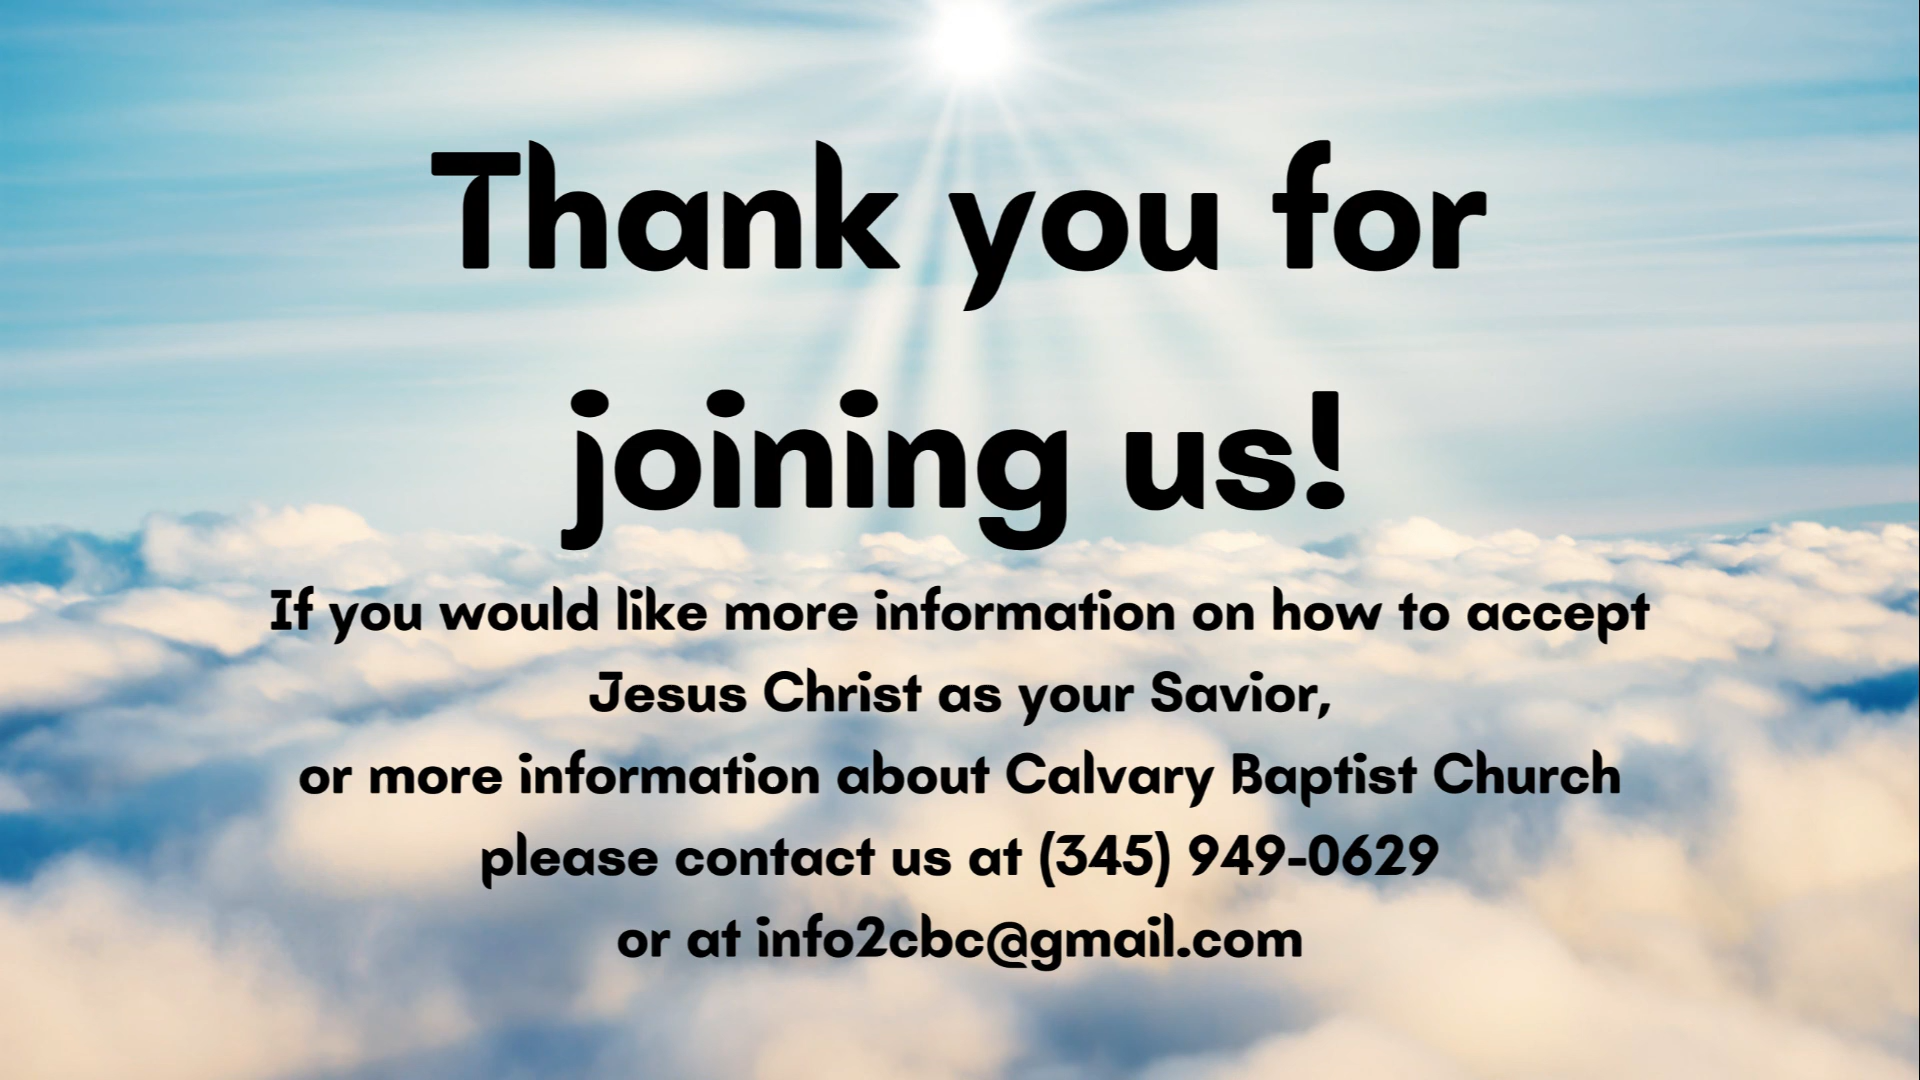 Thank you for
joining us!
If you would like more information on how to accept
Jesus Christ as your Savior,
or more information about Calvary Baptist Church
please contact us at (345) 949-0629
or at info2cbc@gmail.com